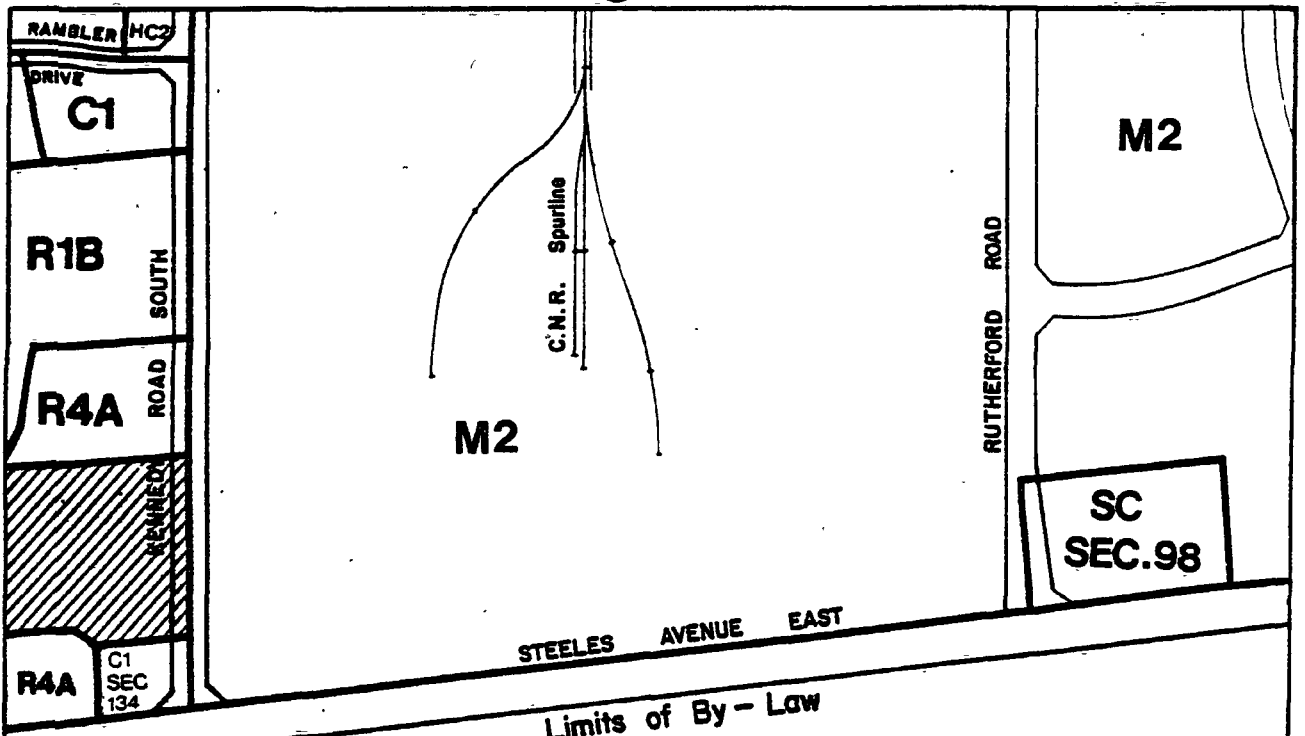 RAMBLER
HC2
DRIVE
C1
M2
R1B
KENNEDY ROAD SOUTH
C.N.R. Spurline
RUTHERFORD ROAD
R4A
M2
SC
SEC.98
STEELES AVENUE EAST
R4A
C1
SEC
134
Limits of By-Law